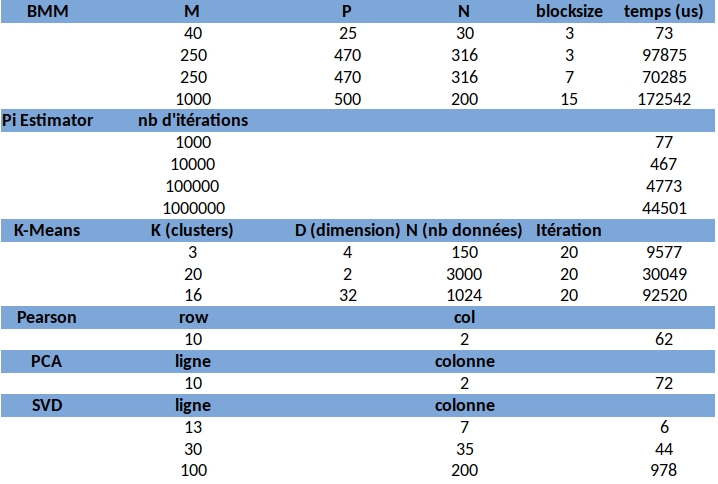 BMM M P N blocksize temps (us)
40 25 30 3 73
250 470 316 3 97875
250 470 316 7 70285
1000 500 200 15 172542
Pi Estimator nb d'itérations
1000 77
10000 467
100000 4773
1000000 44501
K-Means K (clusters) D (dimension) N (nb données) Itération
3 4 150 20 9577
20 2 3000 20 30049
16 32 1024 20 92520
Pearson row col
10 2 62
PCA ligne colonne
10 2 72
SVD ligne colonne
13 7 6
30 35 44
100 200 978